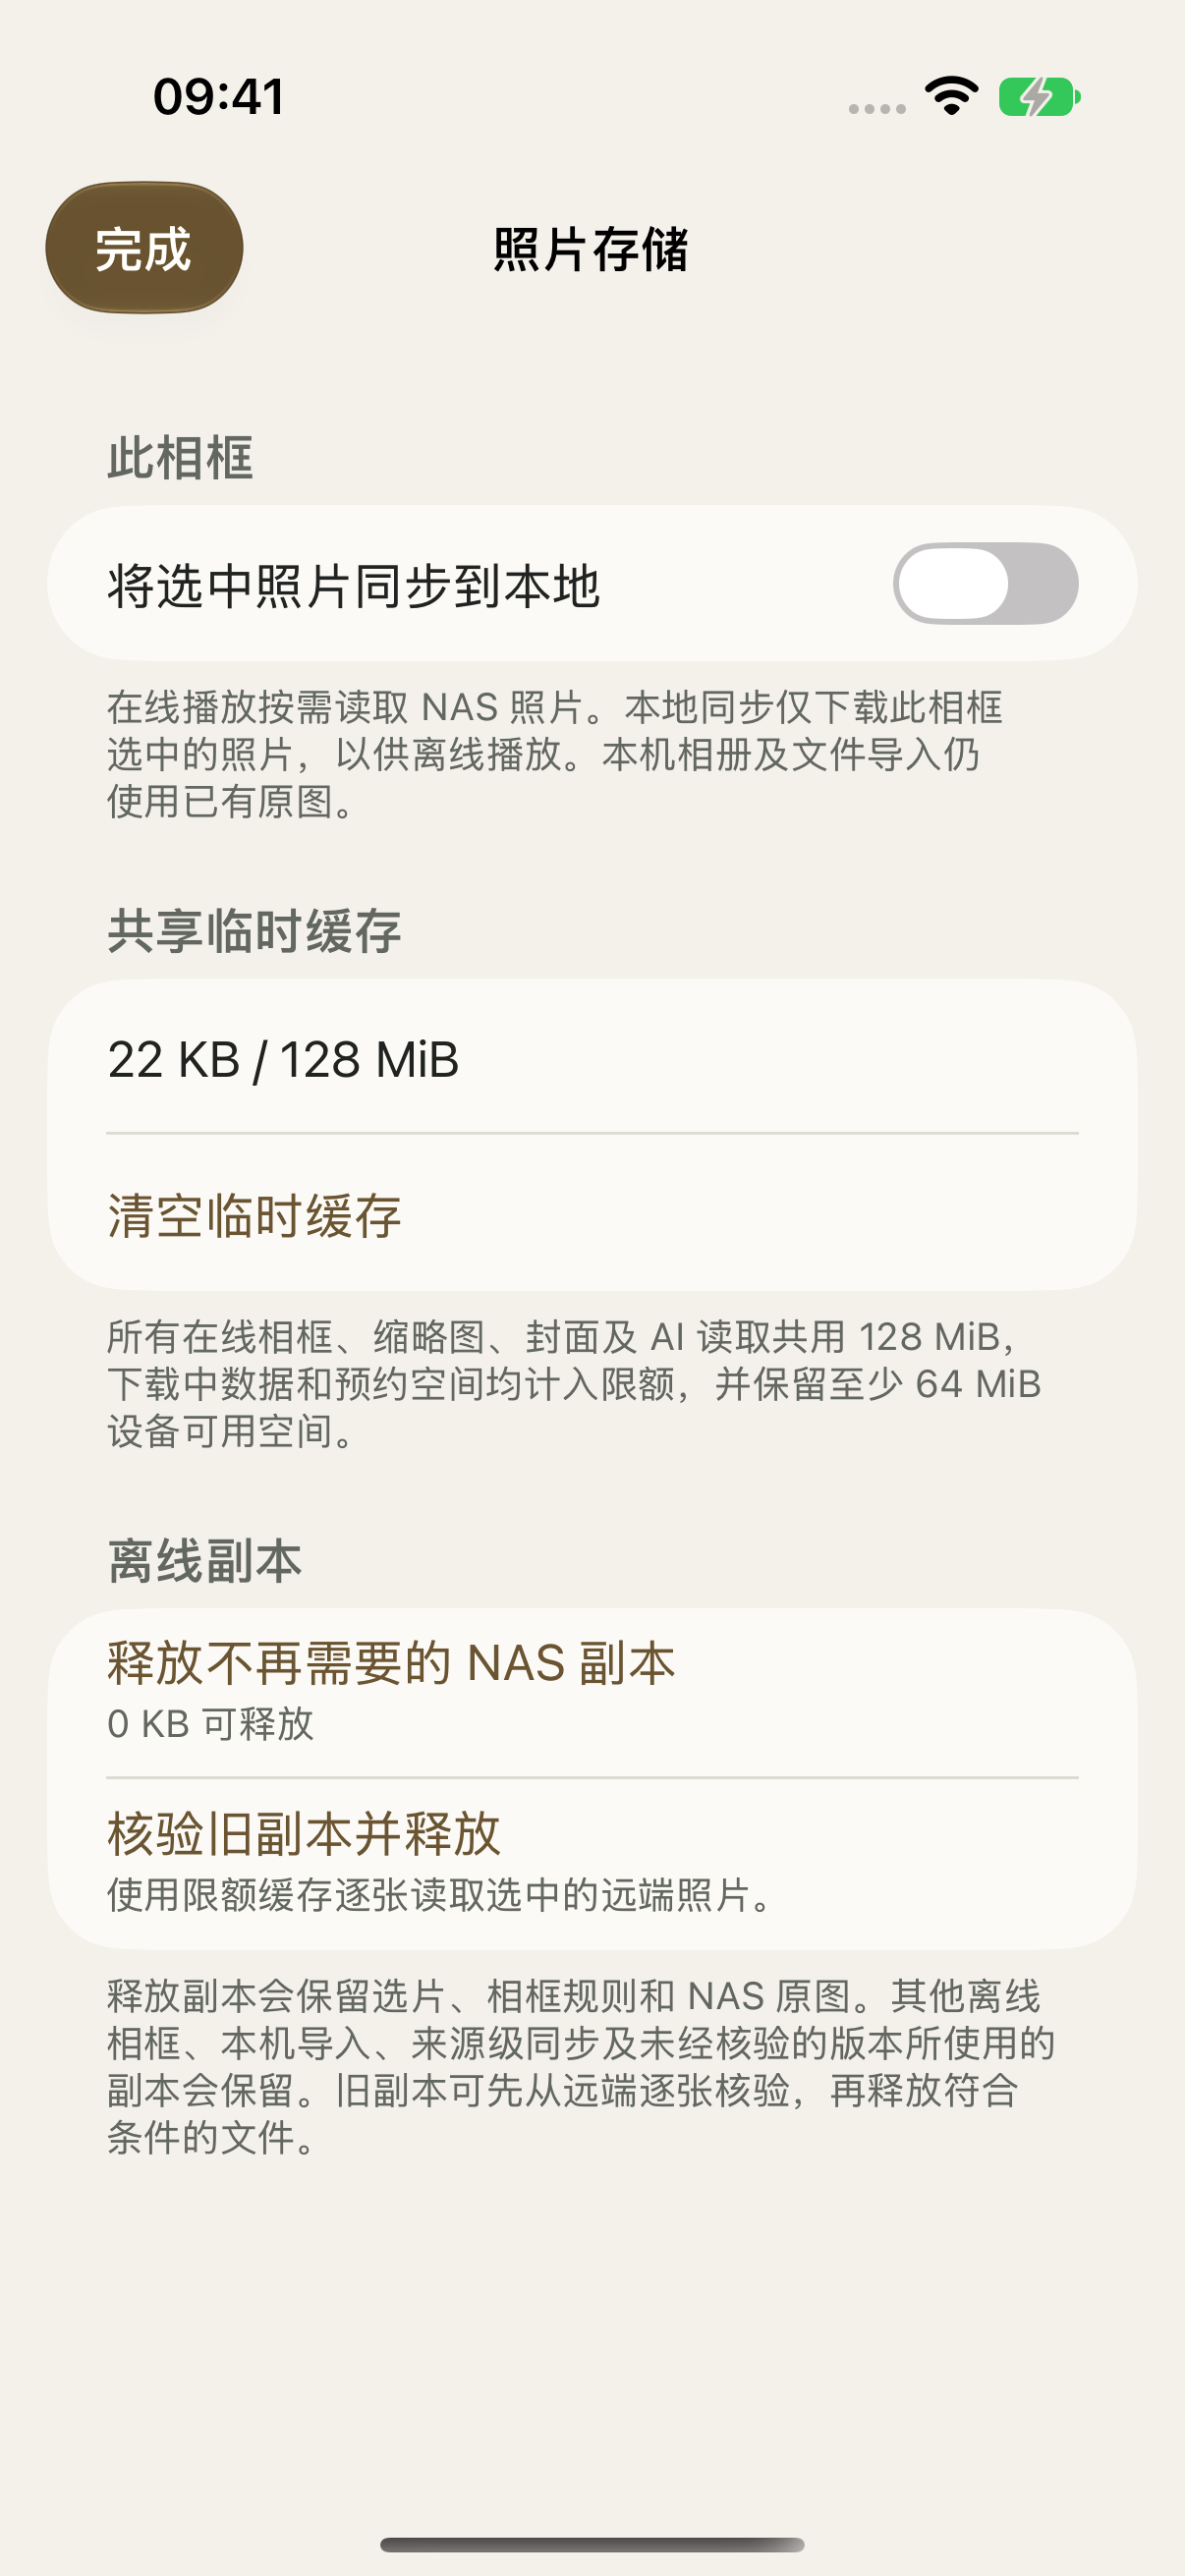 09:41
完成
照片存储
此相框
将选中照片同步到本地
在线播放按需读取 NAS 照片。本地同步仅下载此相框
选中的照片，以供离线播放。本机相册及文件导入仍
使用已有原图。
共享临时缓存
22 KB / 128 MiB
清空临时缓存
所有在线相框、缩略图、封面及 AI 读取共用 128 MiB，
下载中数据和预约空间均计入限额，并保留至少 64 MiB
设备可用空间。
离线副本
释放不再需要的 NAS 副本
0 KB 可释放
核验旧副本并释放
使用限额缓存逐张读取选中的远端照片。
释放副本会保留选片、相框规则和 NAS 原图。其他离线
相框、本机导入、来源级同步及未经核验的版本所使用的
副本会保留。旧副本可先从远端逐张核验，再释放符合
条件的文件。